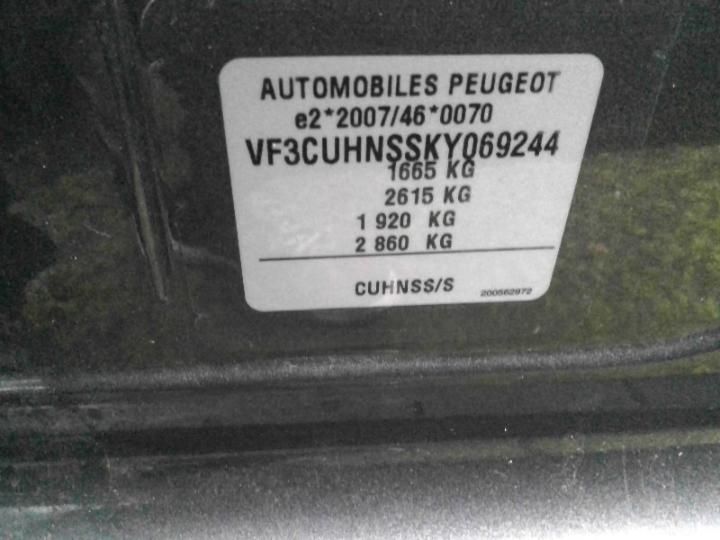 AUTOMOBILES PEUGEOT
e2*2007/46*0070
VF3CUHNSSKY069244
1665 KG
2615 KG
1 920 KG
2 860 KG
CUHNSS/S
200562972